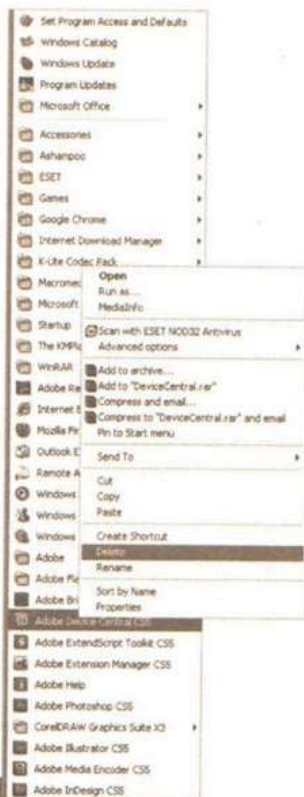 Set Program Access and Defaults
Windows Catalog
Windows Update
Program Updates
Microsoft Office
Accessories
Ashampoo
ESET
Games
Google Chrome
Internet Download Manager
K-Lite Codec Pack
Macromed
Microsoft
Startup
The KMPla
WinRAR
Adobe Re
Internet E
Mozilla Fir
Outlook E
Remote A
Windows
Windows
Windows
Adobe
Adobe Fla
Adobe Bri
Adobe Device Central CS5
Adobe ExtendScript Toolkit CS5
Adobe Extension Manager CS5
Adobe Help
Adobe Photoshop CS5
CorelDRAW Graphics Suite X3
Adobe Illustrator CS5
Adobe Media Encoder CS5
Adobe InDesign CS5
Open
Run as...
MediaInfo
Scan with ESET NOD32 Antivirus
Advanced options
Add to archive...
Add to "DeviceCentral.rar"
Compress and email...
Compress to "DeviceCentral.rar" and email
Pin to Start menu
Send To
Cut
Copy
Paste
Create Shortcut
Delete
Rename
Sort by Name
Properties